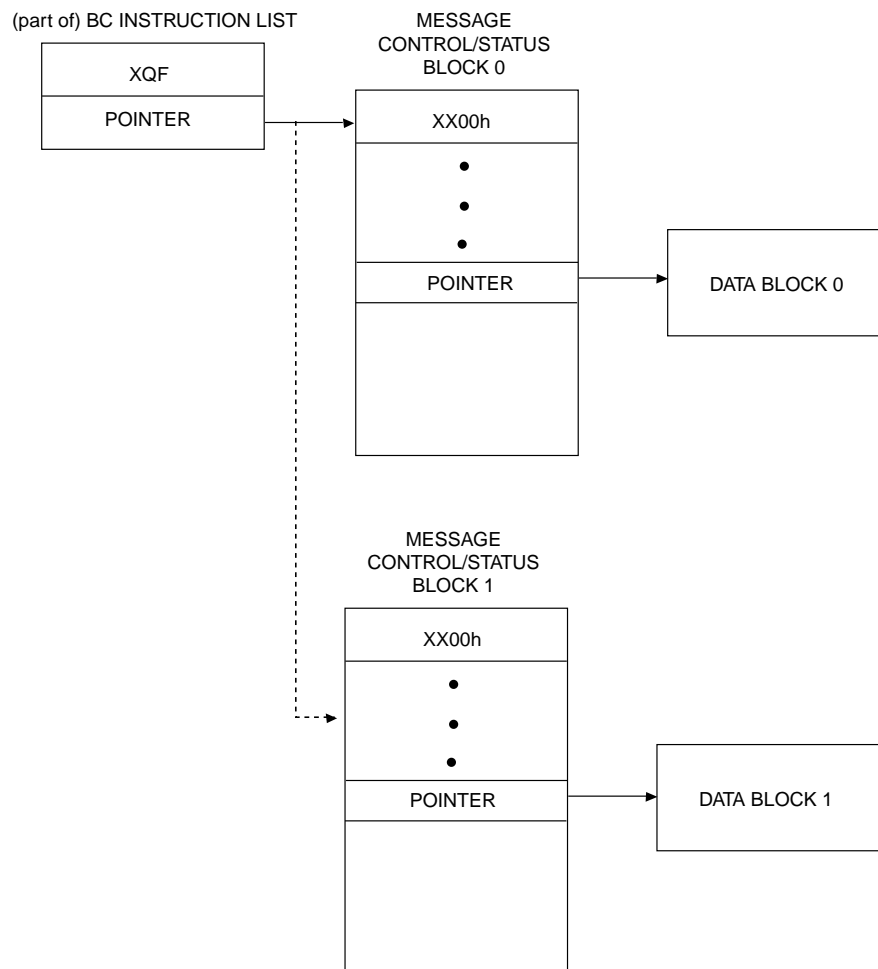 (part of) BC INSTRUCTION LIST
XQF
POINTER
MESSAGE
CONTROL/STATUS
BLOCK 0
XX00h
POINTER
DATA BLOCK 0
MESSAGE
CONTROL/STATUS
BLOCK 1
XX00h
POINTER
DATA BLOCK 1